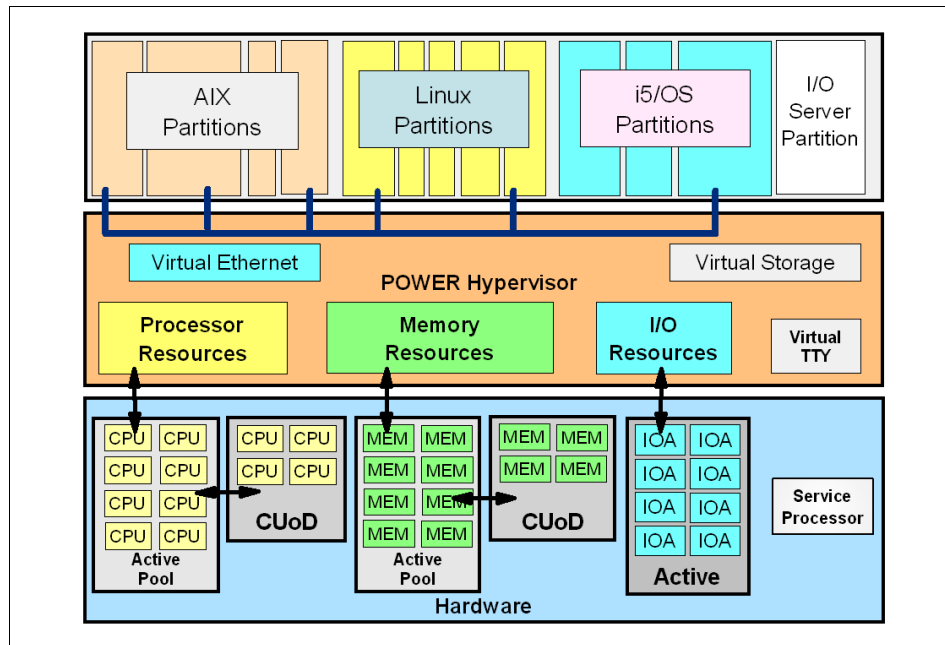 AIX
Partitions
Linux
Partitions
i5/OS
Partitions
I/O
Server
Partition
Virtual Ethernet
Virtual Storage
POWER Hypervisor
Processor
Resources
Memory
Resources
I/O
Resources
Virtual
TTY
CPU CPU
CPU CPU
CPU CPU
CPU CPU
Active
Pool
CPU CPU
CPU CPU
CUoD
MEM MEM
MEM MEM
MEM MEM
MEM MEM
Active
Pool
MEM MEM
MEM MEM
CUoD
IOA IOA
IOA IOA
IOA IOA
IOA IOA
Active
Service
Processor
Hardware